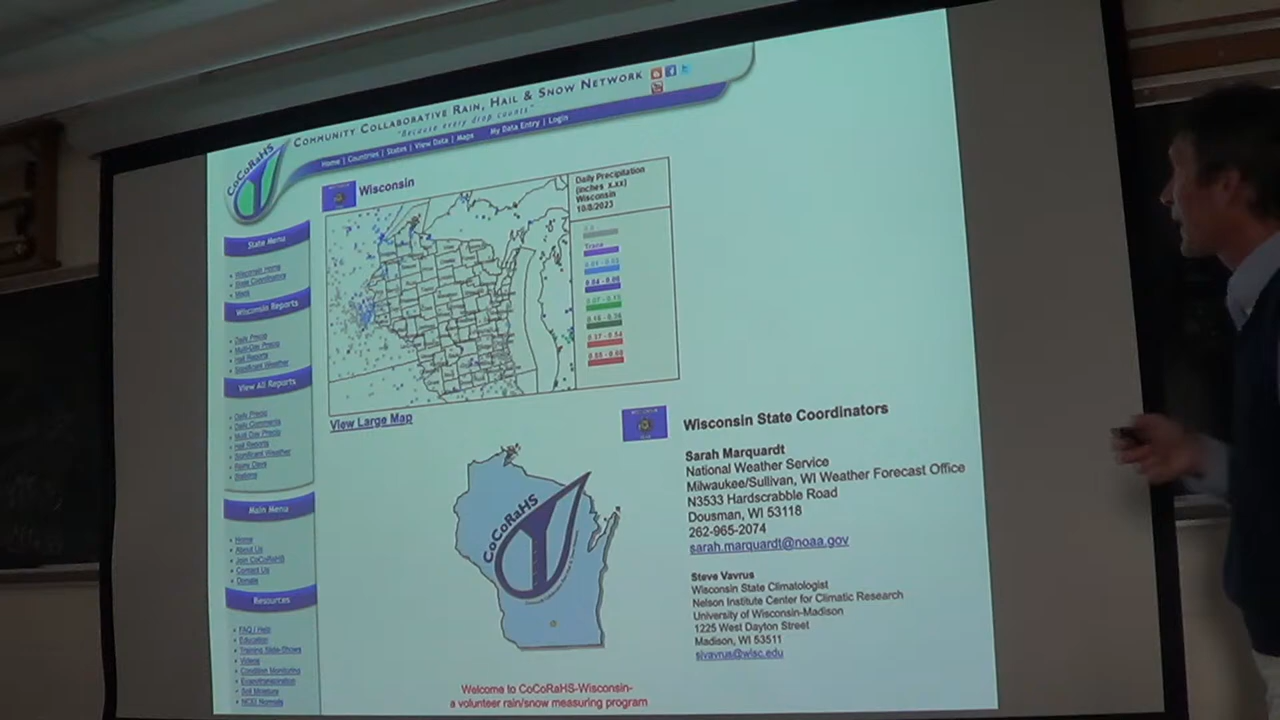 COMMUNITY COLLABORATIVE RAIN, HAIL & SNOW NETWORK
"Because every drop counts"
Home | Countries | States | View Data | Maps My Data Entry | Login
CoCoRaHS
Wisconsin
Daily Precipitation
(inches x.xx)
Wisconsin
10/8/2023
Trace
View Large Map
State Menu
Wisconsin Home
State Coordinators
Maps
Wisconsin Reports
Daily Precip
Multi-Day Precip
Hail Reports
Significant Weather
View All Reports
Daily Precip
Daily Comments
Multi-Day Precip
Hail Reports
Significant Weather
Rainy Days
Stations
Main Menu
Home
About Us
Join CoCoRaHS
Contact Us
Donate
Resources
FAQ / Help
Education
Training Slide-Shows
Videos
Condition Monitoring
Evapotranspiration
Soil Moisture
NCEI Normals
CoCoRaHS
Welcome to CoCoRaHS-Wisconsin-
a volunteer rain/snow measuring program
Wisconsin State Coordinators
Sarah Marquardt
National Weather Service
Milwaukee/Sullivan, WI Weather Forecast Office
N3533 Hardscrabble Road
Dousman, WI 53118
262-965-2074
sarah.marquardt@noaa.gov
Steve Vavrus
Wisconsin State Climatologist
Nelson Institute Center for Climatic Research
University of Wisconsin-Madison
1225 West Dayton Street
Madison, WI 53511
sjvavrus@wisc.edu